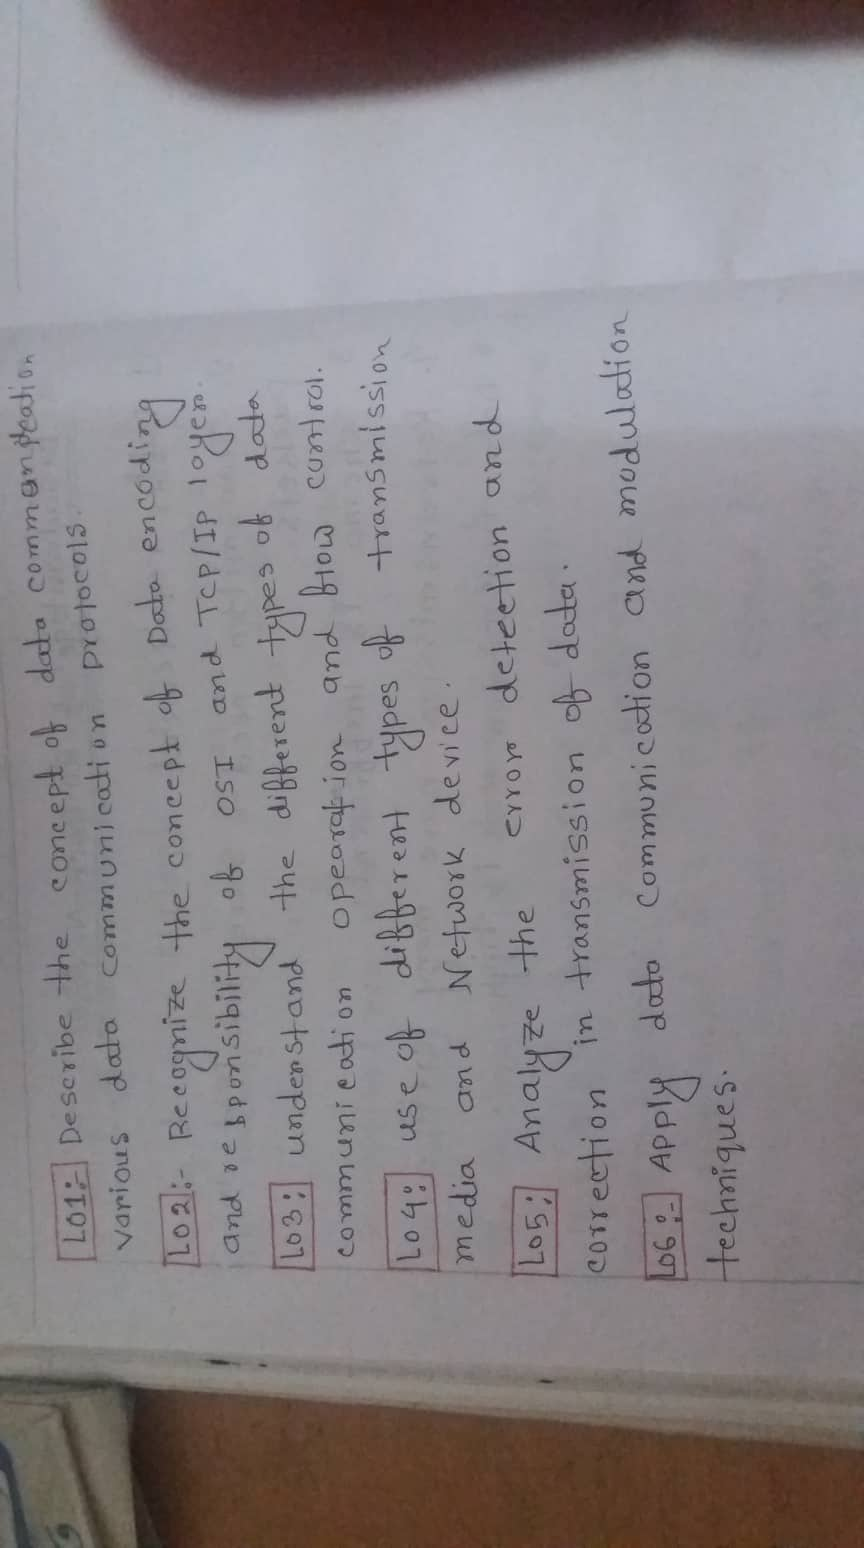 LO1:- Describe the concept of data
various data communication protocols.
LO2:- Recognize the concept of Data encoding
and responsibility of OSI and TCP/IP layer.
LO3: understand the different types of data
communication opearation and flow control.
LO4: use of different types of transmission
media and Network device.
LO5: Analyze the error detection and
correction in transmission of data.
LO6:- Apply data communication and modulation
techniques.